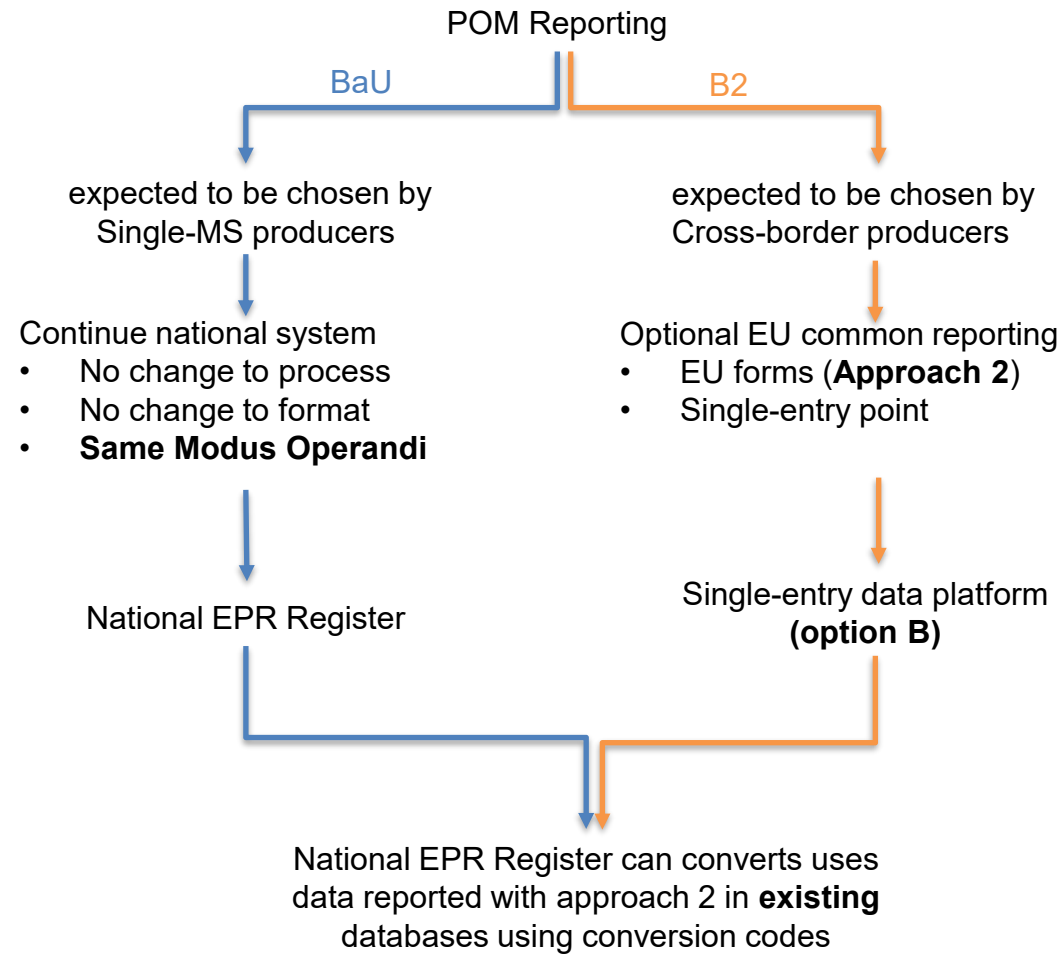 POM Reporting
BaU
B2
expected to be chosen by
Single-MS producers
expected to be chosen by
Cross-border producers
Continue national system
• No change to process
• No change to format
• Same Modus Operandi
Optional EU common reporting
• EU forms (Approach 2)
• Single-entry point
National EPR Register
Single-entry data platform
(option B)
National EPR Register can converts uses
data reported with approach 2 in existing
databases using conversion codes